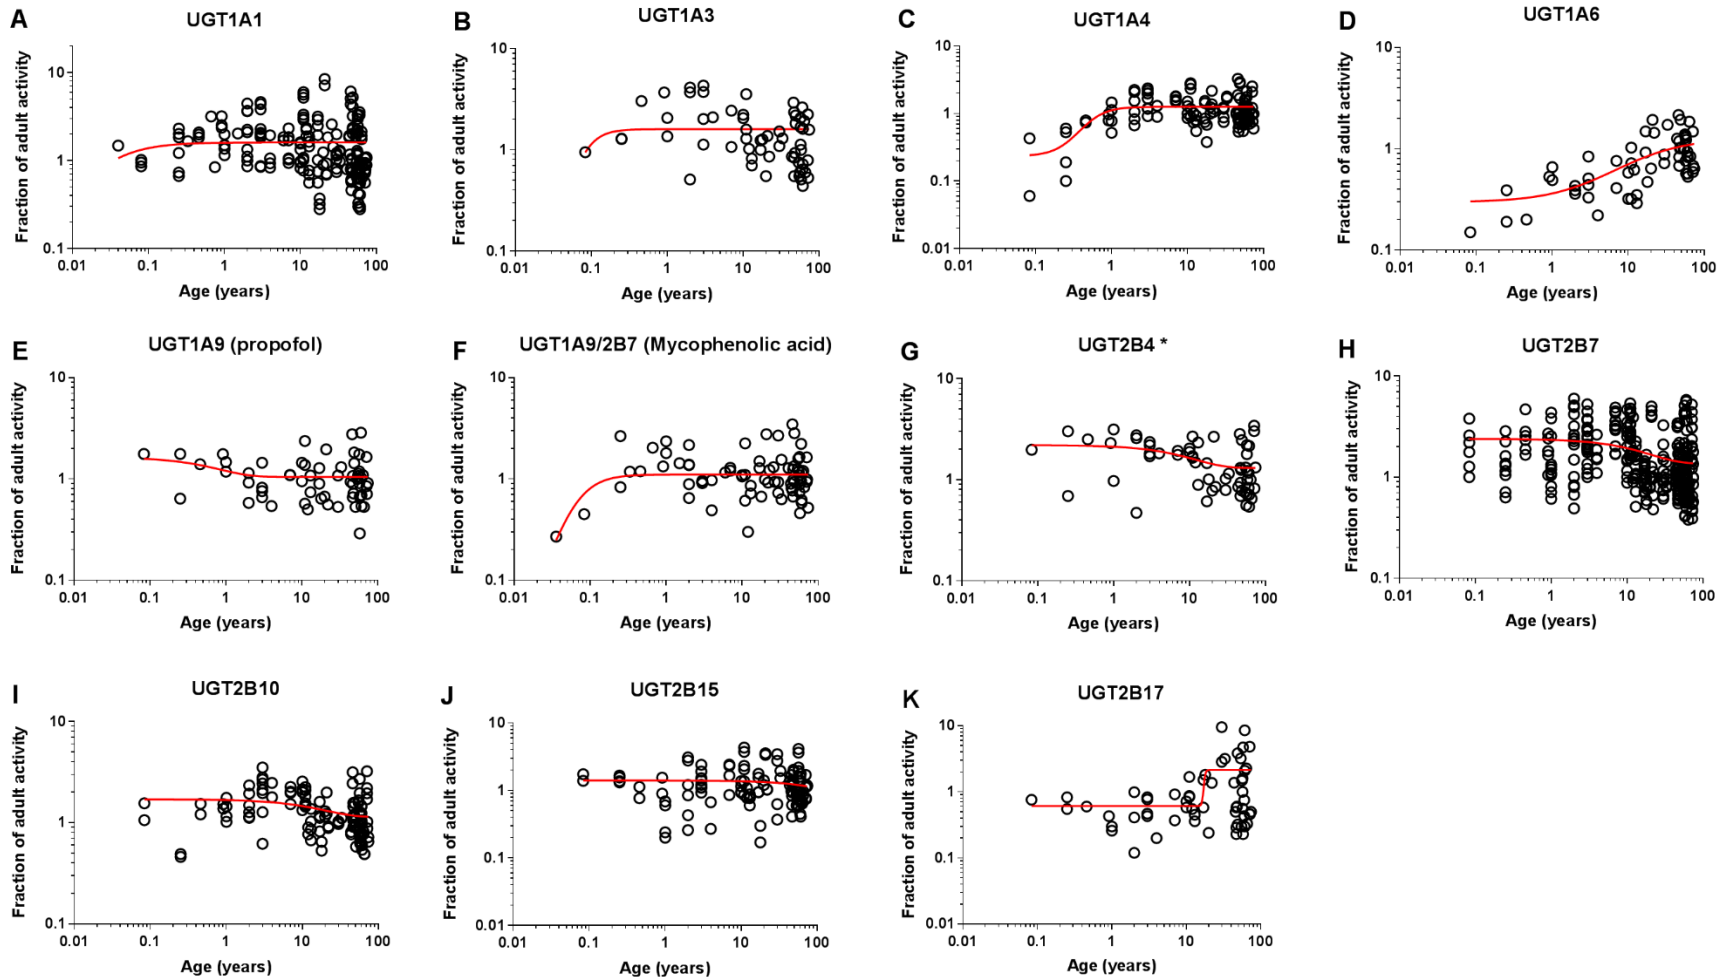 A
UGT1A1
Fraction of adult activity
10
1
0.1
0.01 0.1 1 10 100
Age (years)
B
UGT1A3
Fraction of adult activity
10
1
0.1
0.01 0.1 1 10 100
Age (years)
C
UGT1A4
Fraction of adult activity
10
1
0.1
0.01
0.01 0.1 1 10 100
Age (years)
D
UGT1A6
Fraction of adult activity
10
1
0.1
0.01 0.1 1 10 100
Age (years)
E
UGT1A9 (propofol)
Fraction of adult activity
10
1
0.1
0.01 0.1 1 10 100
Age (years)
F
UGT1A9/2B7 (Mycophenolic acid)
Fraction of adult activity
10
1
0.1
0.01 0.1 1 10 100
Age (years)
G
UGT2B4 *
Fraction of adult activity
10
1
0.1
0.01 0.1 1 10 100
Age (years)
H
UGT2B7
Fraction of adult activity
10
1
0.1
0.01 0.1 1 10 100
Age (years)
I
UGT2B10
Fraction of adult activity
10
1
0.1
0.01 0.1 1 10 100
Age (years)
J
UGT2B15
Fraction of adult activity
10
1
0.1
0.01
0.01 0.1 1 10 100
Age (years)
K
UGT2B17
Fraction of adult activity
10
1
0.1
0.01
0.01 0.1 1 10 100
Age (years)